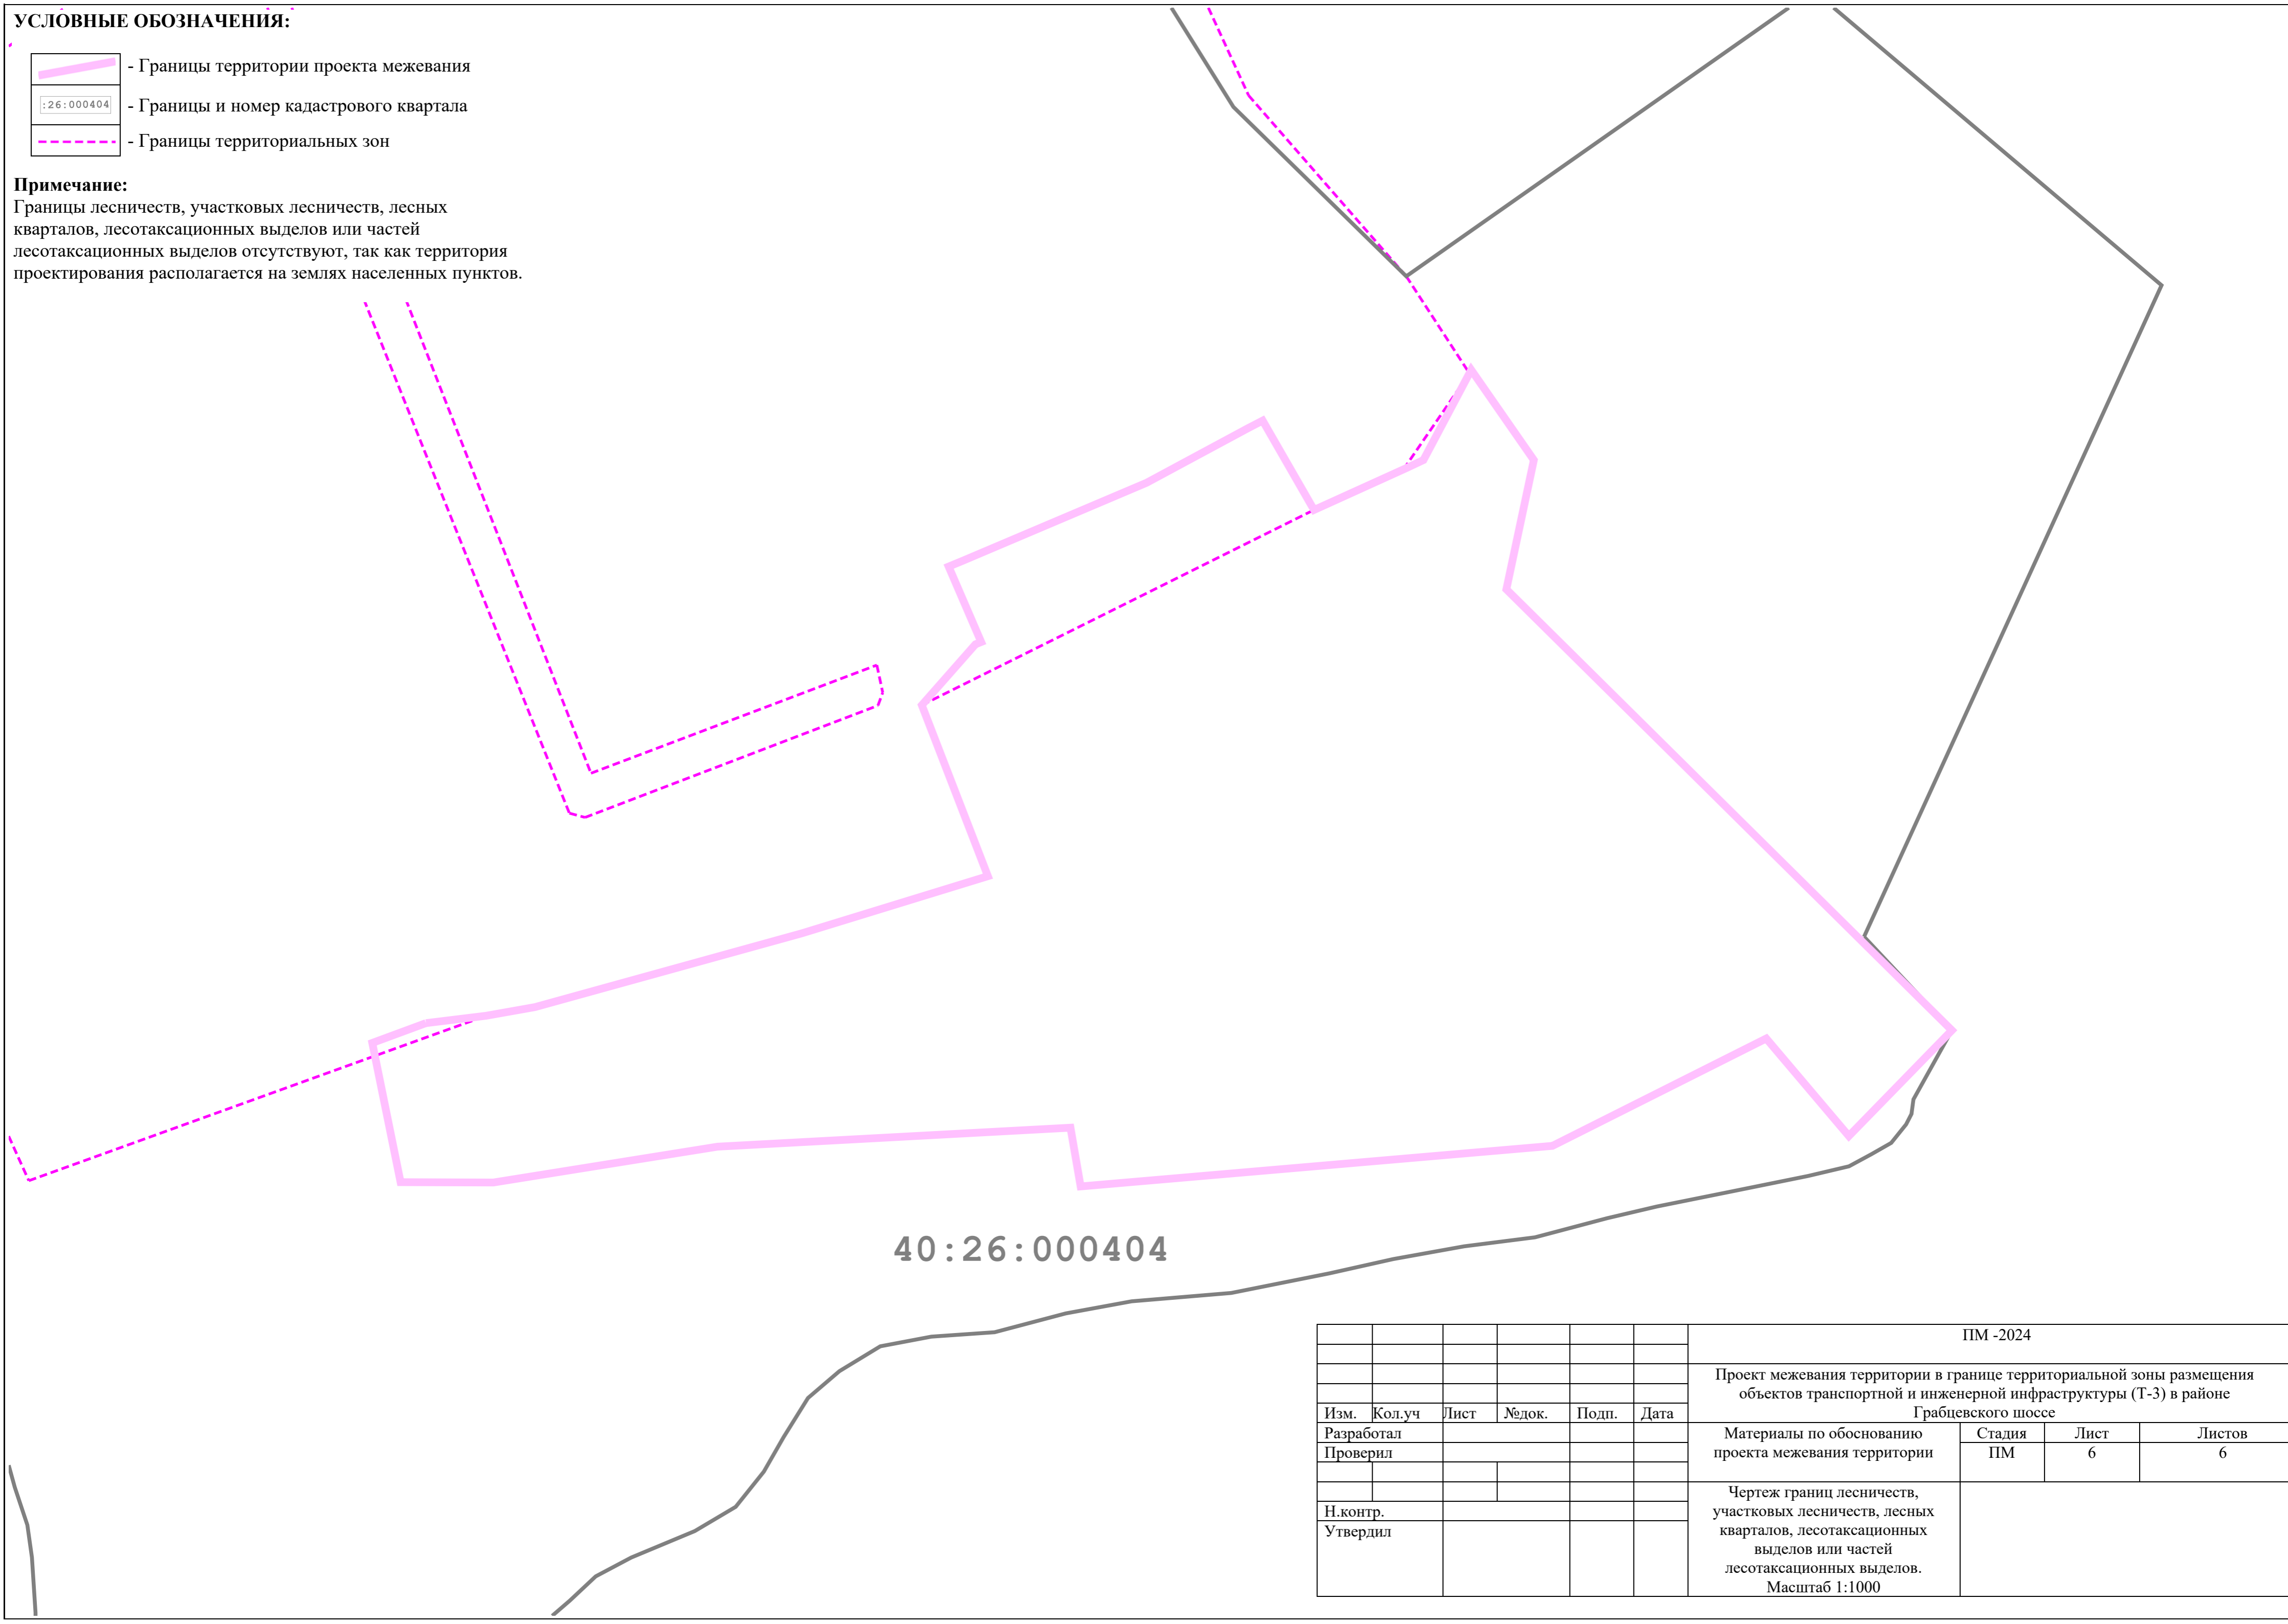 УСЛОВНЫЕ ОБОЗНАЧЕНИЯ:
- Границы территории проекта межевания
:26:000404 - Границы и номер кадастрового квартала
- Границы территориальных зон
Примечание:
Границы лесничеств, участковых лесничеств, лесных
кварталов, лесотаксационных выделов или частей
лесотаксационных выделов отсутствуют, так как территория
проектирования располагается на землях населенных пунктов.
40:26:000404
ПМ -2024
Проект межевания территории в границе территориальной зоны размещения
объектов транспортной и инженерной инфраструктуры (Т-3) в районе
Грабцевского шоссе
Изм. Кол.уч Лист №док. Подп. Дата
Разработал
Проверил
Н.контр.
Утвердил
Материалы по обоснованию
проекта межевания территории
Стадия Лист Листов
ПМ 6 6
Чертеж границ лесничеств,
участковых лесничеств, лесных
кварталов, лесотаксационных
выделов или частей
лесотаксационных выделов.
Масштаб 1:1000